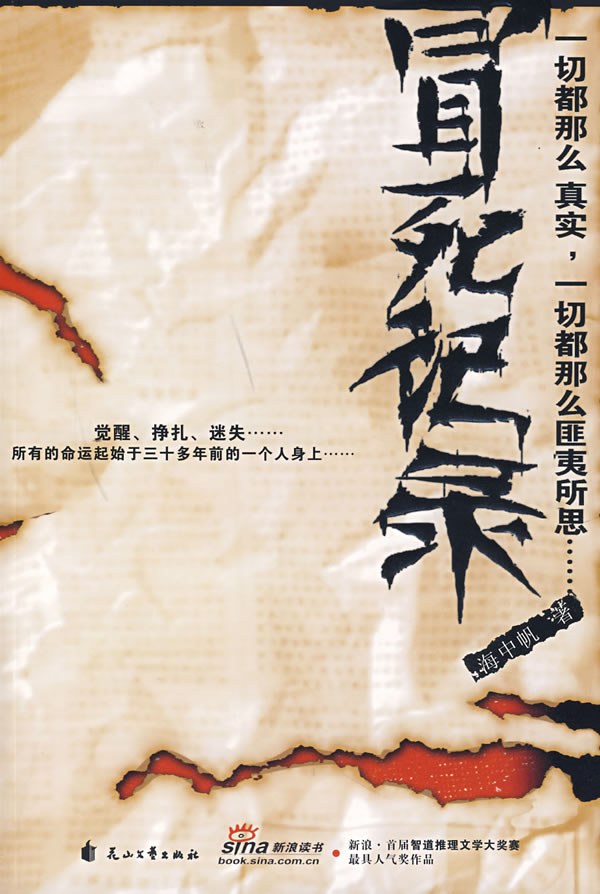 一切都那么真实，一切都那么匪夷所思……
冒死记录
海中帆 著
觉醒、挣扎、迷失……
所有的命运起始于三十多年前的一个人身上……
花山文艺出版社
sina 新浪读书
book.sina.com.cn
新浪·首届智道推理文学大奖赛
最具人气奖作品